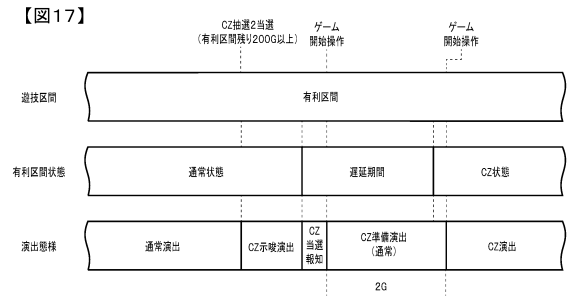 【図17】
CZ抽選2当選
(有利区間残り200G以上)
ゲーム
開始操作
ゲーム
開始操作
遊技区間
有利区間
有利区間状態
通常状態
遅延期間
CZ状態
演出態様
通常演出
CZ示唆演出
CZ
当選
報知
CZ準備演出
(通常)
CZ演出
2G